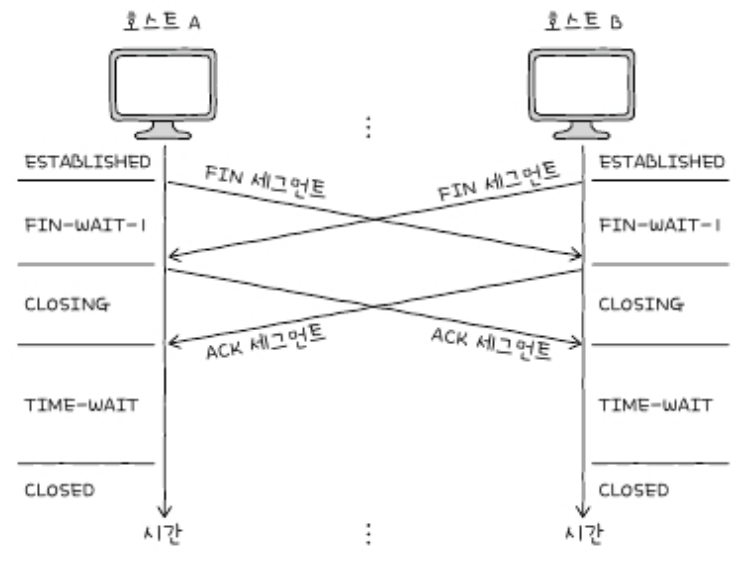 호스트 A
호스트 B
ESTABLISHED
ESTABLISHED
FIN 세그먼트
FIN 세그먼트
FIN-WAIT-1
FIN-WAIT-1
CLOSING
CLOSING
ACK 세그먼트
ACK 세그먼트
TIME-WAIT
TIME-WAIT
CLOSED
CLOSED
시간
시간